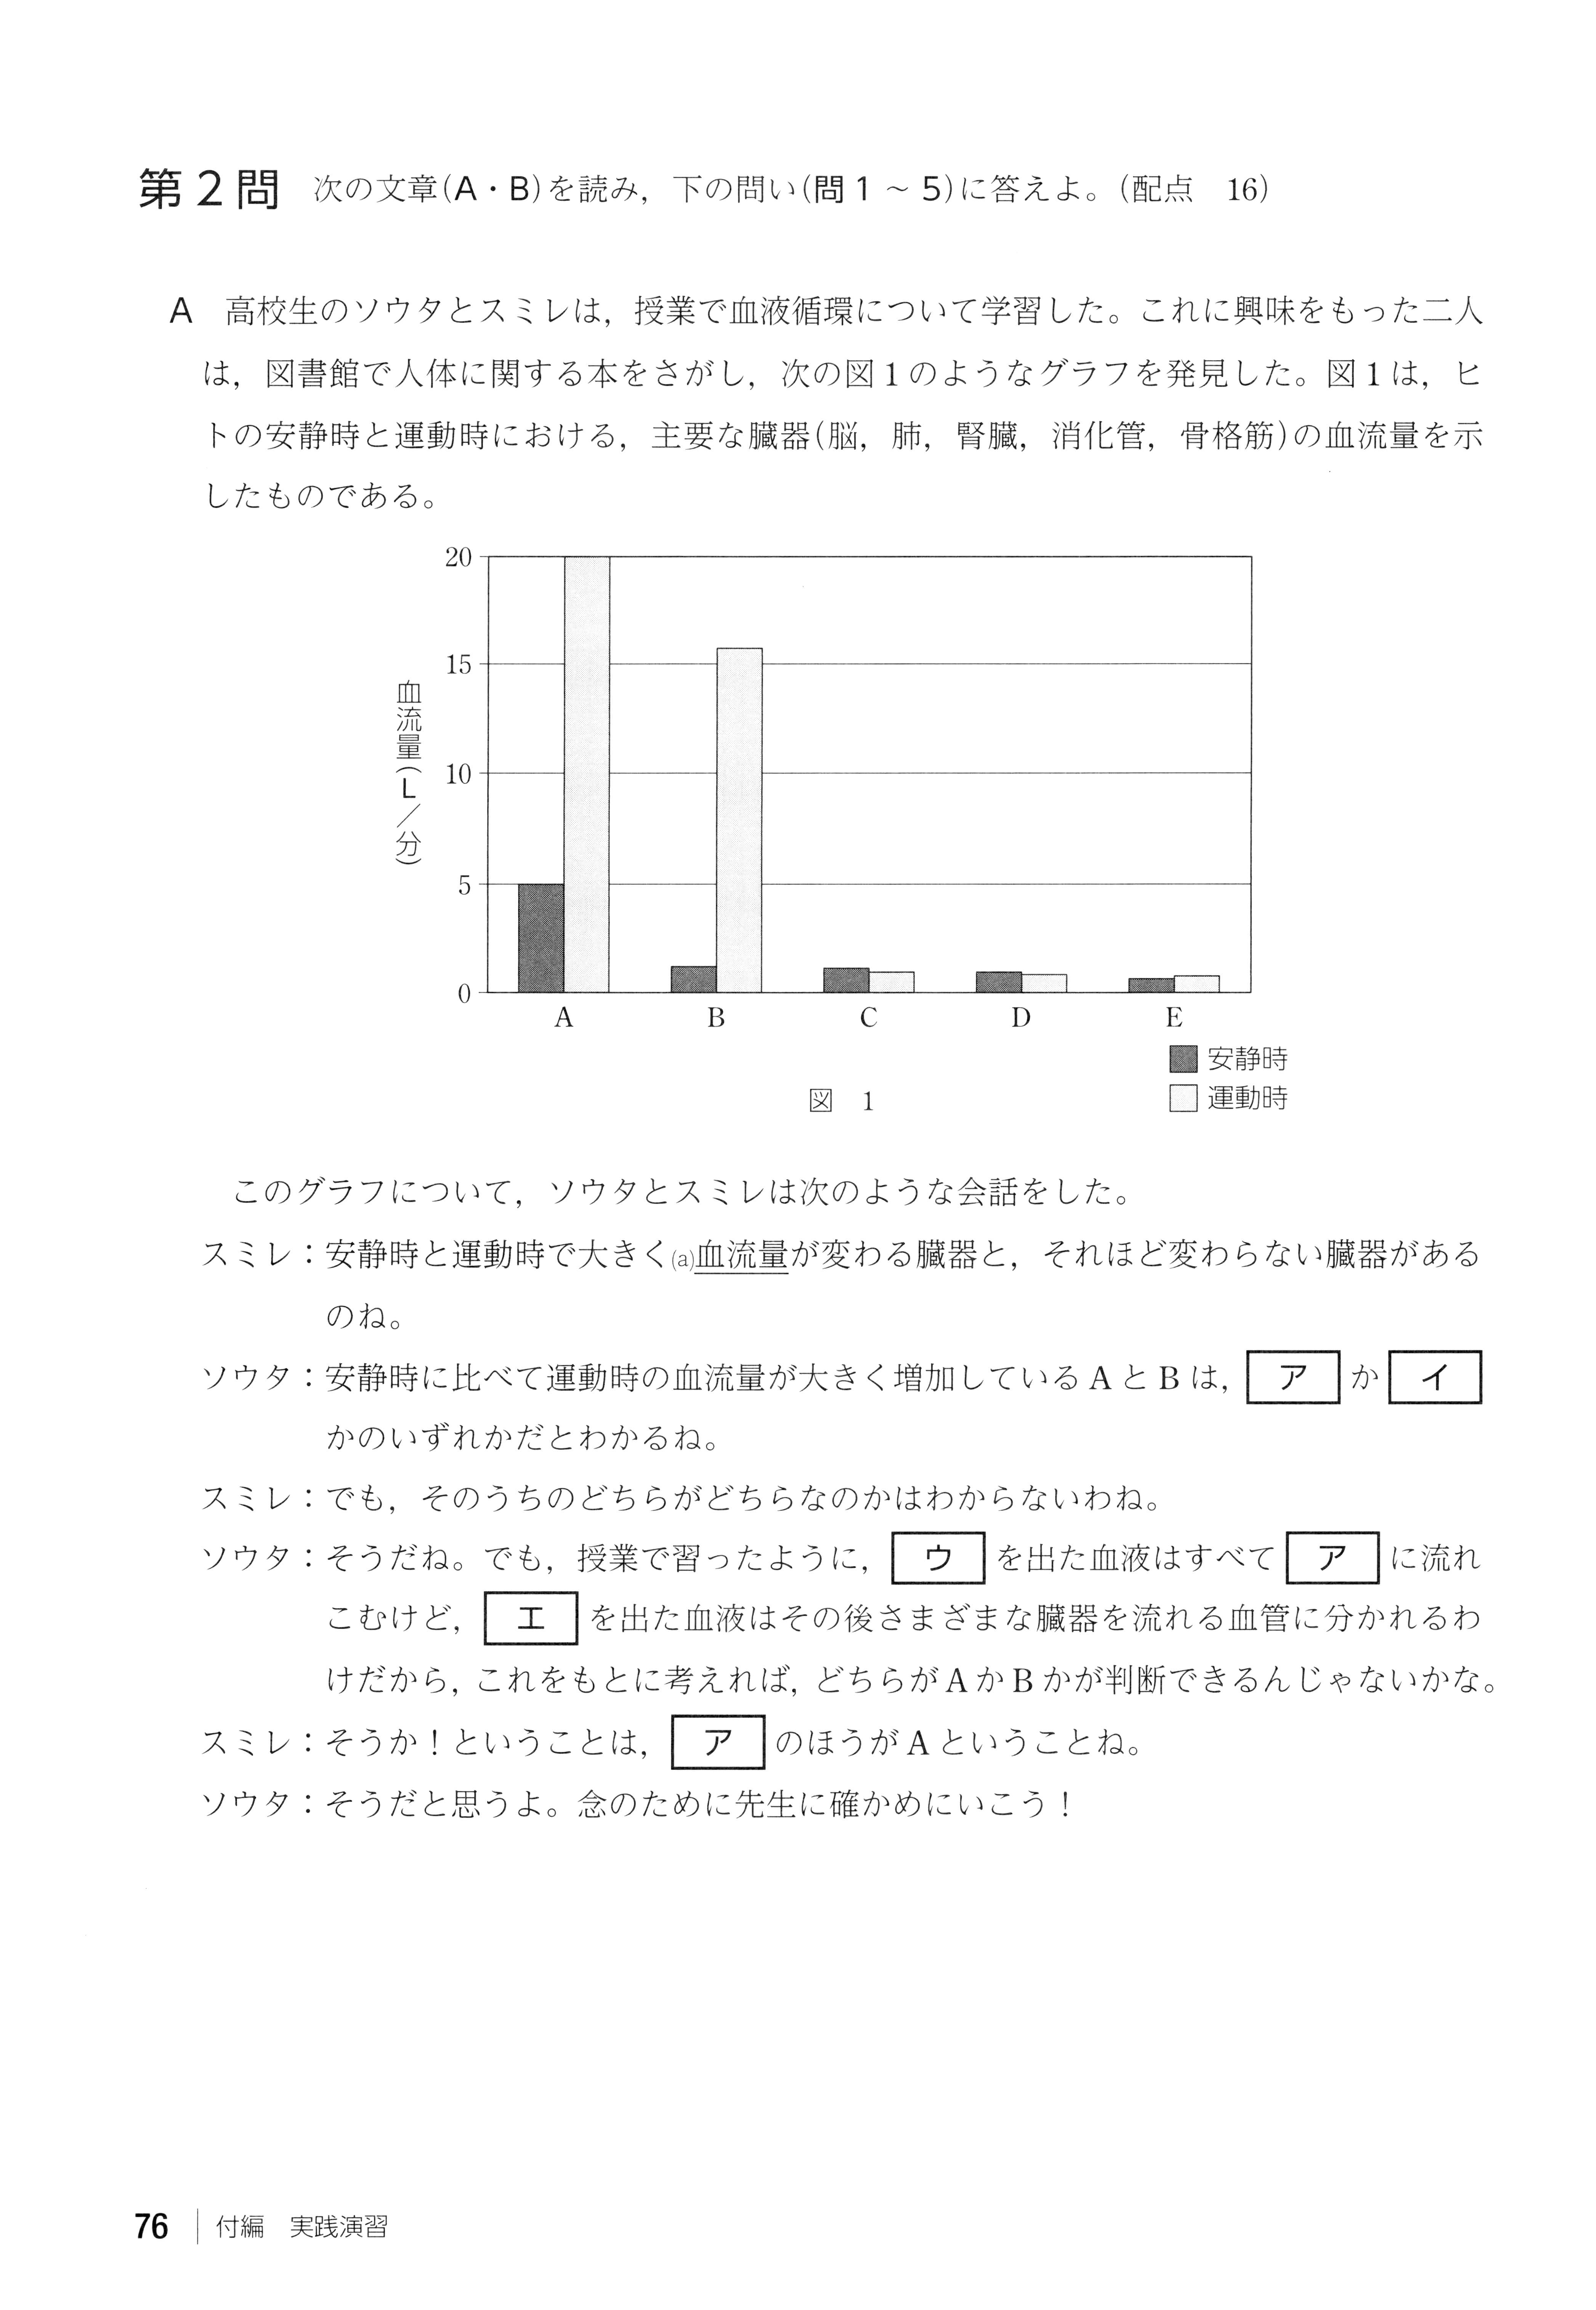 第2問　次の文章(A・B)を読み，下の問い(問1 ～ 5)に答えよ。(配点　16)
A　高校生のソウタとスミレは，授業で血液循環について学習した。これに興味をもった二人
は，図書館で人体に関する本をさがし，次の図1のようなグラフを発見した。図1は，ヒ
トの安静時と運動時における，主要な臓器(脳，肺，腎臓，消化管，骨格筋)の血流量を示
したものである。
20
15
10
5
0
血流量(L／分)
A B C D E
安静時
運動時
図　1
このグラフについて，ソウタとスミレは次のような会話をした。
スミレ：安静時と運動時で大きく(a)血流量が変わる臓器と，それほど変わらない臓器がある
のね。
ソウタ：安静時に比べて運動時の血流量が大きく増加しているAとBは，ア か イ
かのいずれかだとわかるね。
スミレ：でも，そのうちのどちらがどちらなのかはわからないわね。
ソウタ：そうだね。でも，授業で習ったように，ウ を出た血液はすべて ア に流れ
こむけど，エ を出た血液はその後さまざまな臓器を流れる血管に分かれるわ
けだから，これをもとに考えれば，どちらがAかBかが判断できるんじゃないかな。
スミレ：そうか！ということは，ア のほうがAということね。
ソウタ：そうだと思うよ。念のために先生に確かめにいこう！
76 付編　実践演習